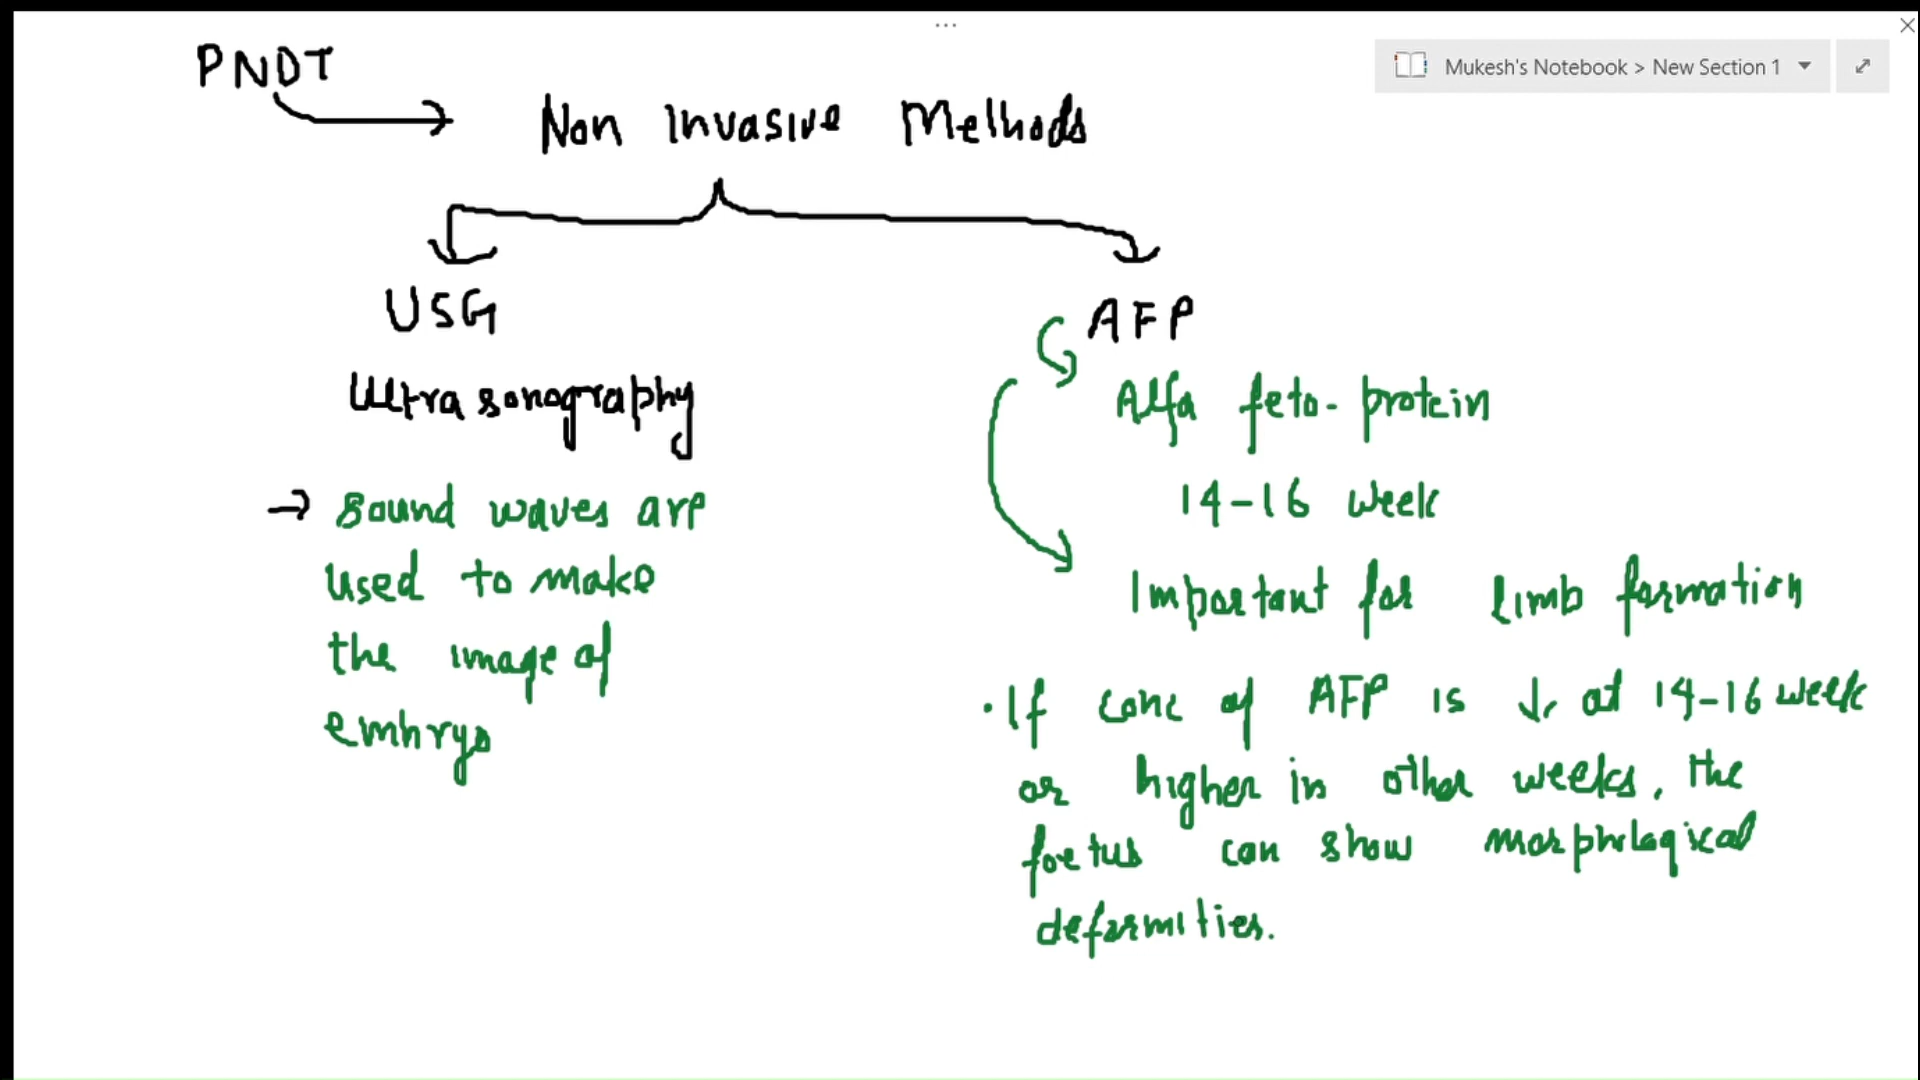 PNDT
Non Invasive Methods
Mukesh's Notebook > New Section 1
USG
Ultrasonography
→ Sound waves are
used to make
the image of
embryo
AFP
Alfa feto-protein
14-16 week
Important for limb formation
· If conc of AFP is ↓ at 14-16 week
or higher in other weeks, the
foetus can show morphological
deformities.